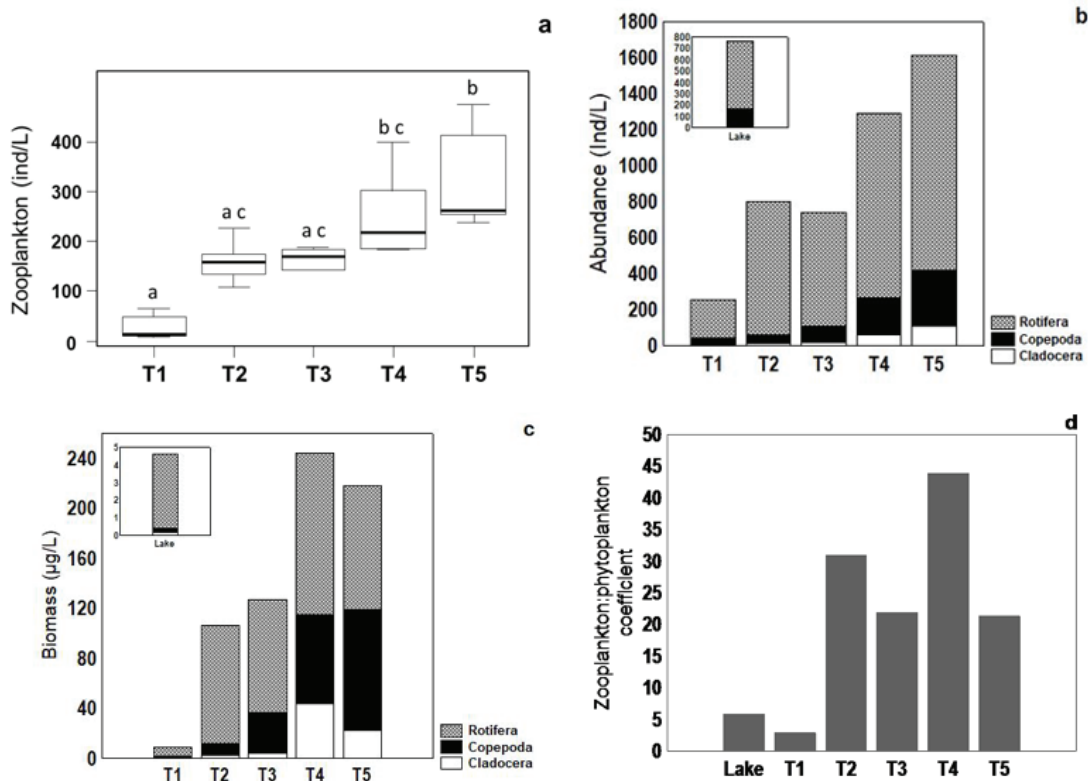 a
Zooplankton (ind/L)
400
300
200
100
0
a
a c
a c
b c
b
T1 T2 T3 T4 T5
b
Abundance (Ind/L)
1800
1600
1400
1200
1000
800
600
400
200
0
800
700
600
500
400
300
200
100
0
Lake
T1 T2 T3 T4 T5
Rotifera
Copepoda
Cladocera
c
Biomass (µg/L)
240
200
160
120
80
40
0
5
4
3
2
1
0
Lake
T1 T2 T3 T4 T5
Rotifera
Copepoda
Cladocera
d
Zooplankton:phytoplankton
coefficient
50
45
40
35
30
25
20
15
10
5
0
Lake T1 T2 T3 T4 T5